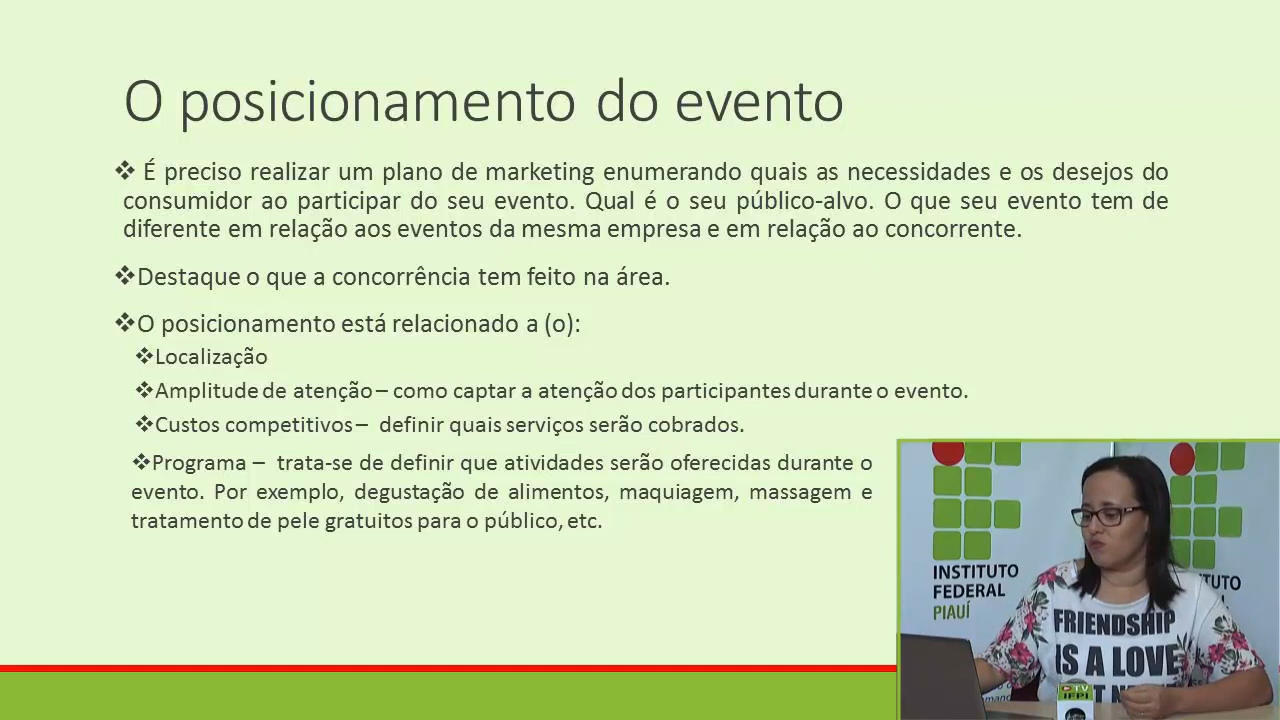 O posicionamento do evento
❖ É preciso realizar um plano de marketing enumerando quais as necessidades e os desejos do
consumidor ao participar do seu evento. Qual é o seu público-alvo. O que seu evento tem de
diferente em relação aos eventos da mesma empresa e em relação ao concorrente.
❖Destaque o que a concorrência tem feito na área.
❖O posicionamento está relacionado a (o):
❖Localização
❖Amplitude de atenção – como captar a atenção dos participantes durante o evento.
❖Custos competitivos – definir quais serviços serão cobrados.
❖Programa – trata-se de definir que atividades serão oferecidas durante o
evento. Por exemplo, degustação de alimentos, maquiagem, massagem e
tratamento de pele gratuitos para o público, etc.
INSTITUTO
FEDERAL
PIAUÍ
TUTO
FRIENDSHIP
IS A LOVE
TV
IFPI